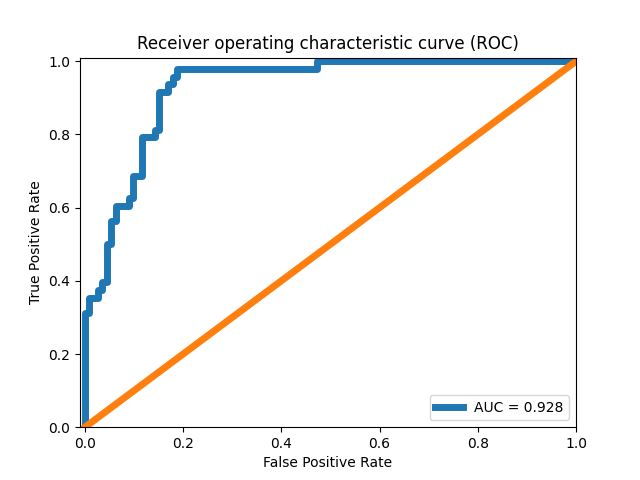 Receiver operating characteristic curve (ROC)
True Positive Rate
1.0
0.8
0.6
0.4
0.2
0.0
0.0 0.2 0.4 0.6 0.8 1.0
False Positive Rate
AUC = 0.928